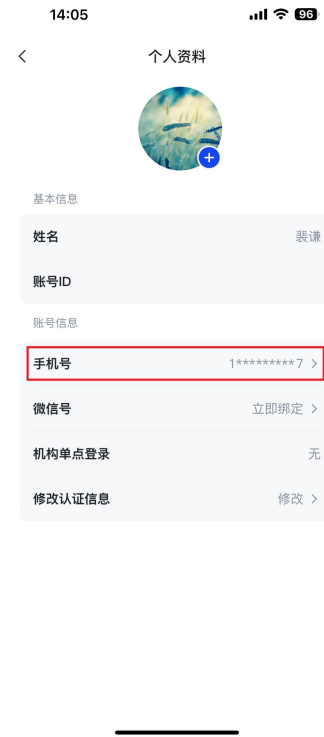 14:05
96
个人资料
基本信息
姓名 裴谦
账号ID
账号信息
手机号 1*********7
微信号 立即绑定
机构单点登录 无
修改认证信息 修改